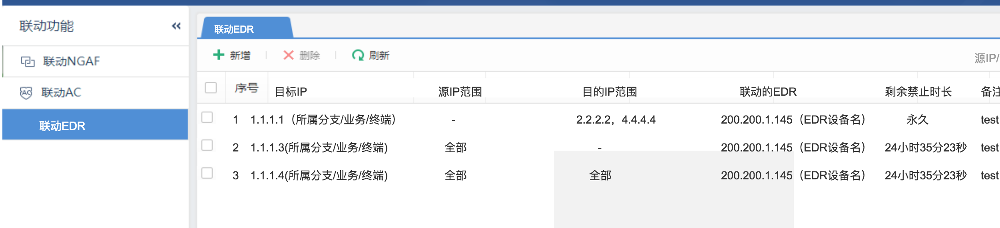 联动功能
联动NGAF
AC 联动AC
联动EDR
联动EDR
新增 删除 刷新
源IP/
序号 目标IP 源IP范围 目的IP范围 联动的EDR 剩余禁止时长 备注
1 1.1.1.1（所属分支/业务/终端） - 2.2.2.2，4.4.4.4 200.200.1.145（EDR设备名） 永久 test
2 1.1.1.3(所属分支/业务/终端) 全部 - 200.200.1.145（EDR设备名） 24小时35分23秒 test
3 1.1.1.4(所属分支/业务/终端) 全部 全部 200.200.1.145（EDR设备名） 24小时35分23秒 test